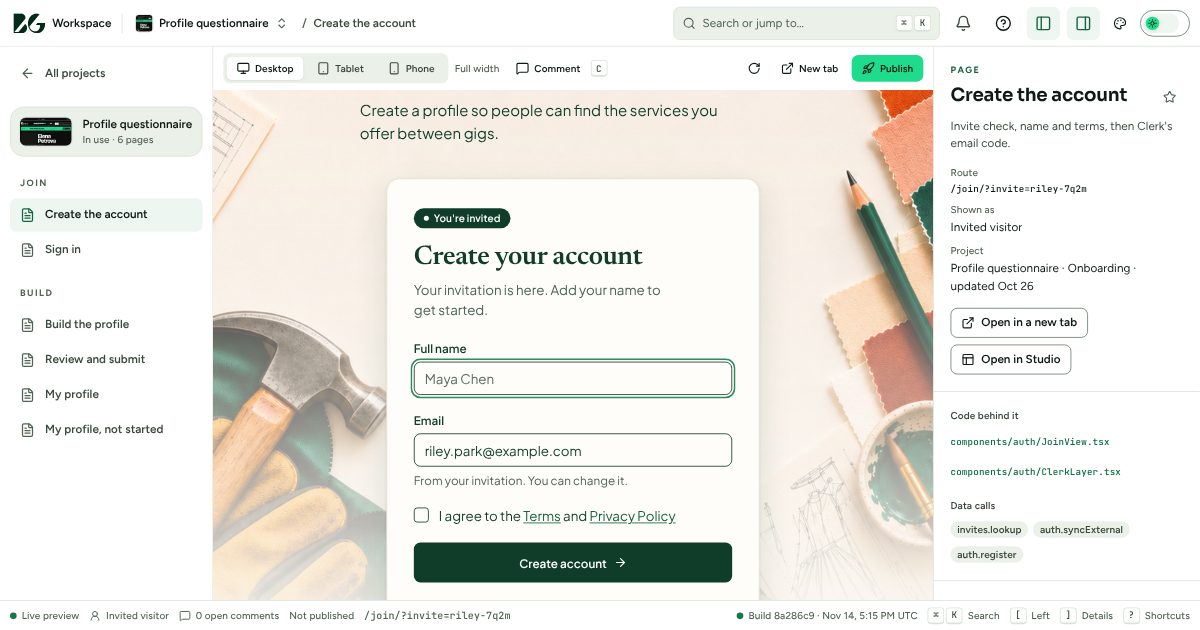 Workspace
Profile questionnaire
/ Create the account
Search or jump to...
⌘ K
All projects
Profile questionnaire
In use · 6 pages
JOIN
Create the account
Sign in
BUILD
Build the profile
Review and submit
My profile
My profile, not started
Desktop
Tablet
Phone
Full width
Comment
C
New tab
Publish
Create a profile so people can find the services you
offer between gigs.
You're invited
Create your account
Your invitation is here. Add your name to
get started.
Full name
Maya Chen
Email
riley.park@example.com
From your invitation. You can change it.
I agree to the Terms and Privacy Policy
Create account
PAGE
Create the account
Invite check, name and terms, then Clerk's
email code.
Route
/join/?invite=riley-7q2m
Shown as
Invited visitor
Project
Profile questionnaire · Onboarding ·
updated Oct 26
Open in a new tab
Open in Studio
Code behind it
components/auth/JoinView.tsx
components/auth/ClerkLayer.tsx
Data calls
invites.lookup
auth.syncExternal
auth.register
Live preview
Invited visitor
0 open comments
Not published
/join/?invite=riley-7q2m
Build 8a286c9 · Nov 14, 5:15 PM UTC
⌘ K Search
[ Left
] Details
? Shortcuts